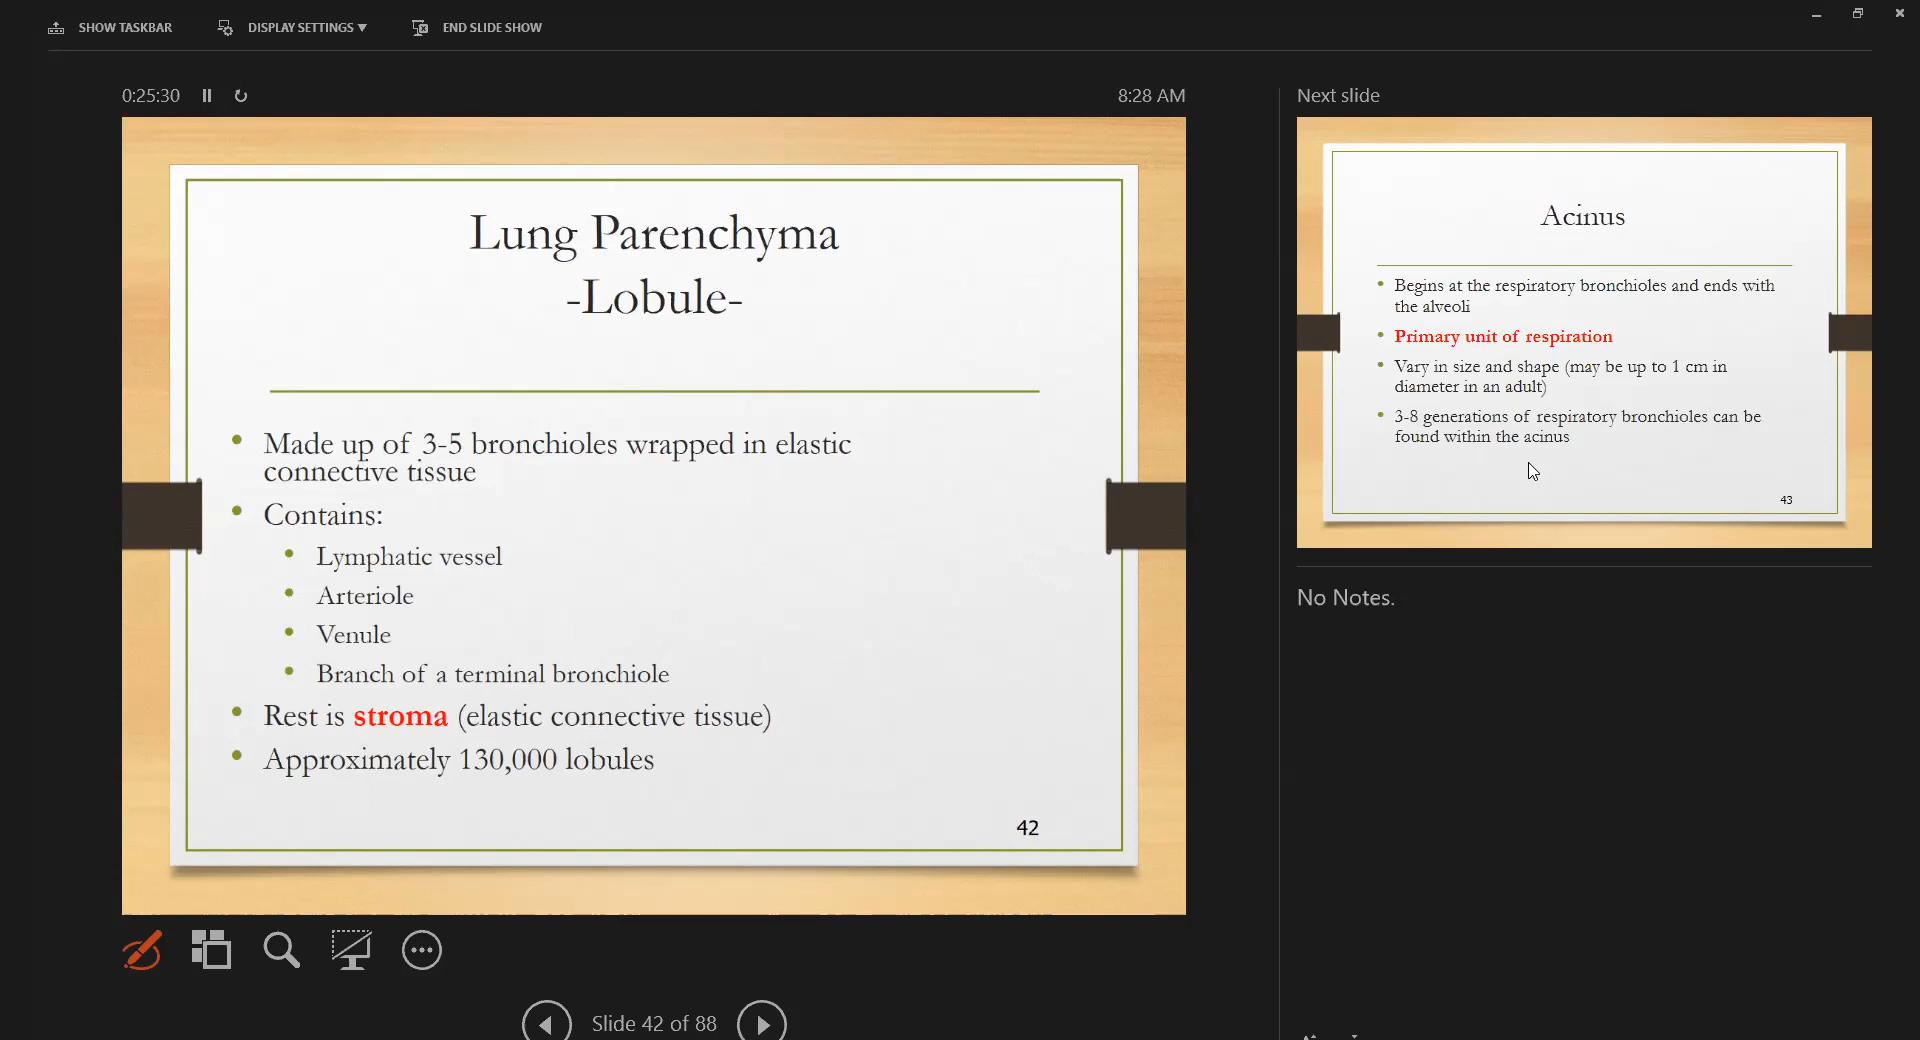 SHOW TASKBAR
DISPLAY SETTINGS ▼
END SLIDE SHOW
0:25:30
8:28 AM
Lung Parenchyma
-Lobule-
• Made up of 3-5 bronchioles wrapped in elastic
connective tissue
• Contains:
• Lymphatic vessel
• Arteriole
• Venule
• Branch of a terminal bronchiole
• Rest is stroma (elastic connective tissue)
• Approximately 130,000 lobules
42
Slide 42 of 88
Next slide
Acinus
• Begins at the respiratory bronchioles and ends with
the alveoli
• Primary unit of respiration
• Vary in size and shape (may be up to 1 cm in
diameter in an adult)
• 3-8 generations of respiratory bronchioles can be
found within the acinus
43
No Notes.